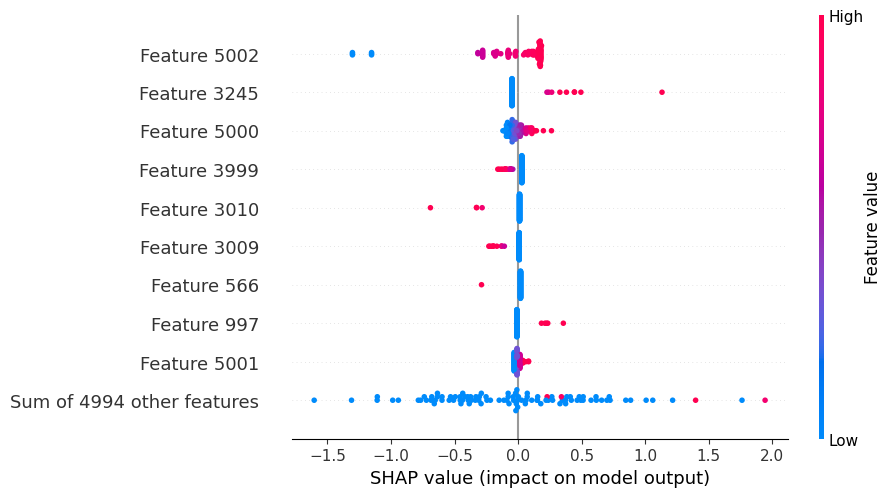 High
Feature 5002
Feature 3245
Feature 5000
Feature 3999
Feature 3010
Feature 3009
Feature 566
Feature 997
Feature 5001
Sum of 4994 other features
Feature value
Low
−1.5 −1.0 −0.5 0.0 0.5 1.0 1.5 2.0
SHAP value (impact on model output)